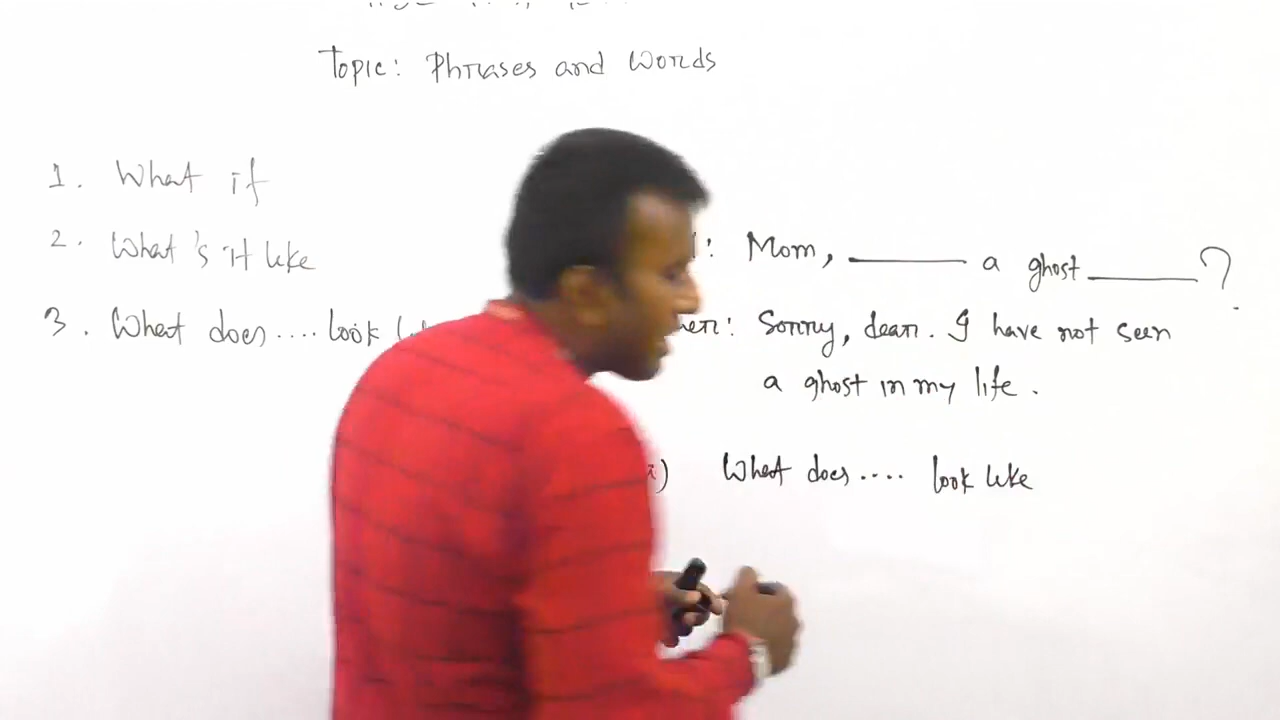 Topic: Phrases and Words
1. What if
2. What's it like
3. What does.... look
: Mom, ______ a ghost ______?
: Sorry, dear. I have not seen
a ghost in my life.
) What does.... look like